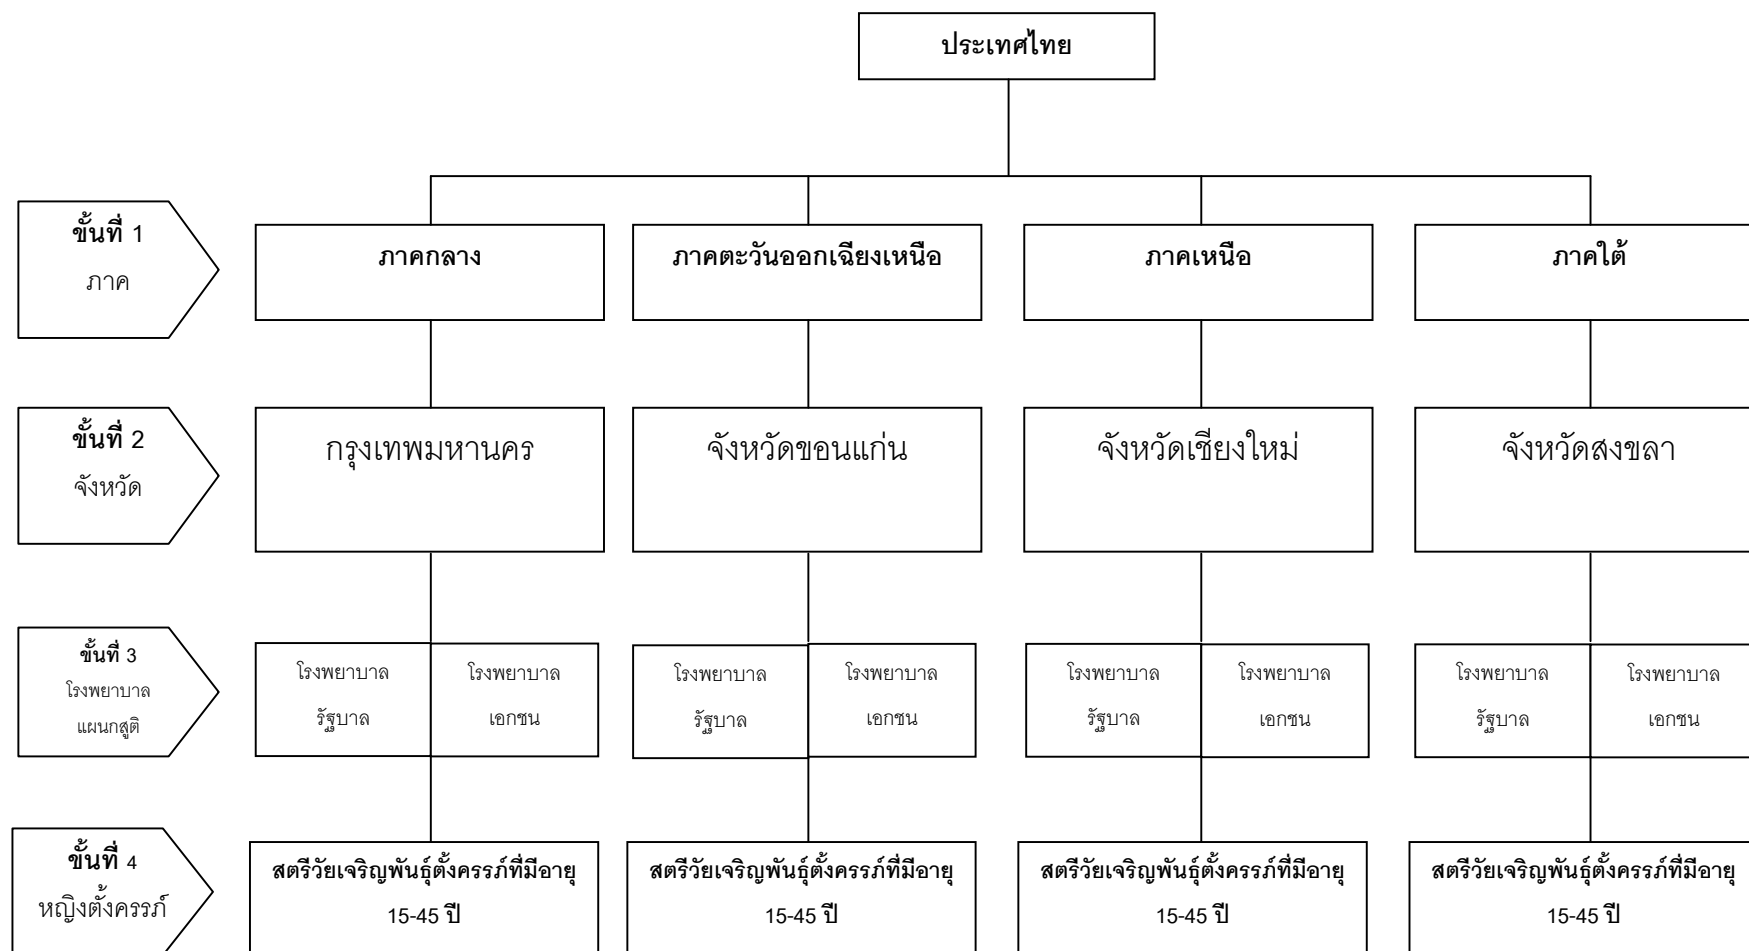 ประเทศไทย
ขั้นที่ 1
ภาค
ภาคกลาง
ภาคตะวันออกเฉียงเหนือ
ภาคเหนือ
ภาคใต้
ขั้นที่ 2
จังหวัด
กรุงเทพมหานคร
จังหวัดขอนแก่น
จังหวัดเชียงใหม่
จังหวัดสงขลา
ขั้นที่ 3
โรงพยาบาล
แผนกสูติ
โรงพยาบาล
รัฐบาล
โรงพยาบาล
เอกชน
โรงพยาบาล
รัฐบาล
โรงพยาบาล
เอกชน
โรงพยาบาล
รัฐบาล
โรงพยาบาล
เอกชน
โรงพยาบาล
รัฐบาล
โรงพยาบาล
เอกชน
ขั้นที่ 4
หญิงตั้งครรภ์
สตรีวัยเจริญพันธุ์ตั้งครรภ์ที่มีอายุ
15-45 ปี
สตรีวัยเจริญพันธุ์ตั้งครรภ์ที่มีอายุ
15-45 ปี
สตรีวัยเจริญพันธุ์ตั้งครรภ์ที่มีอายุ
15-45 ปี
สตรีวัยเจริญพันธุ์ตั้งครรภ์ที่มีอายุ
15-45 ปี